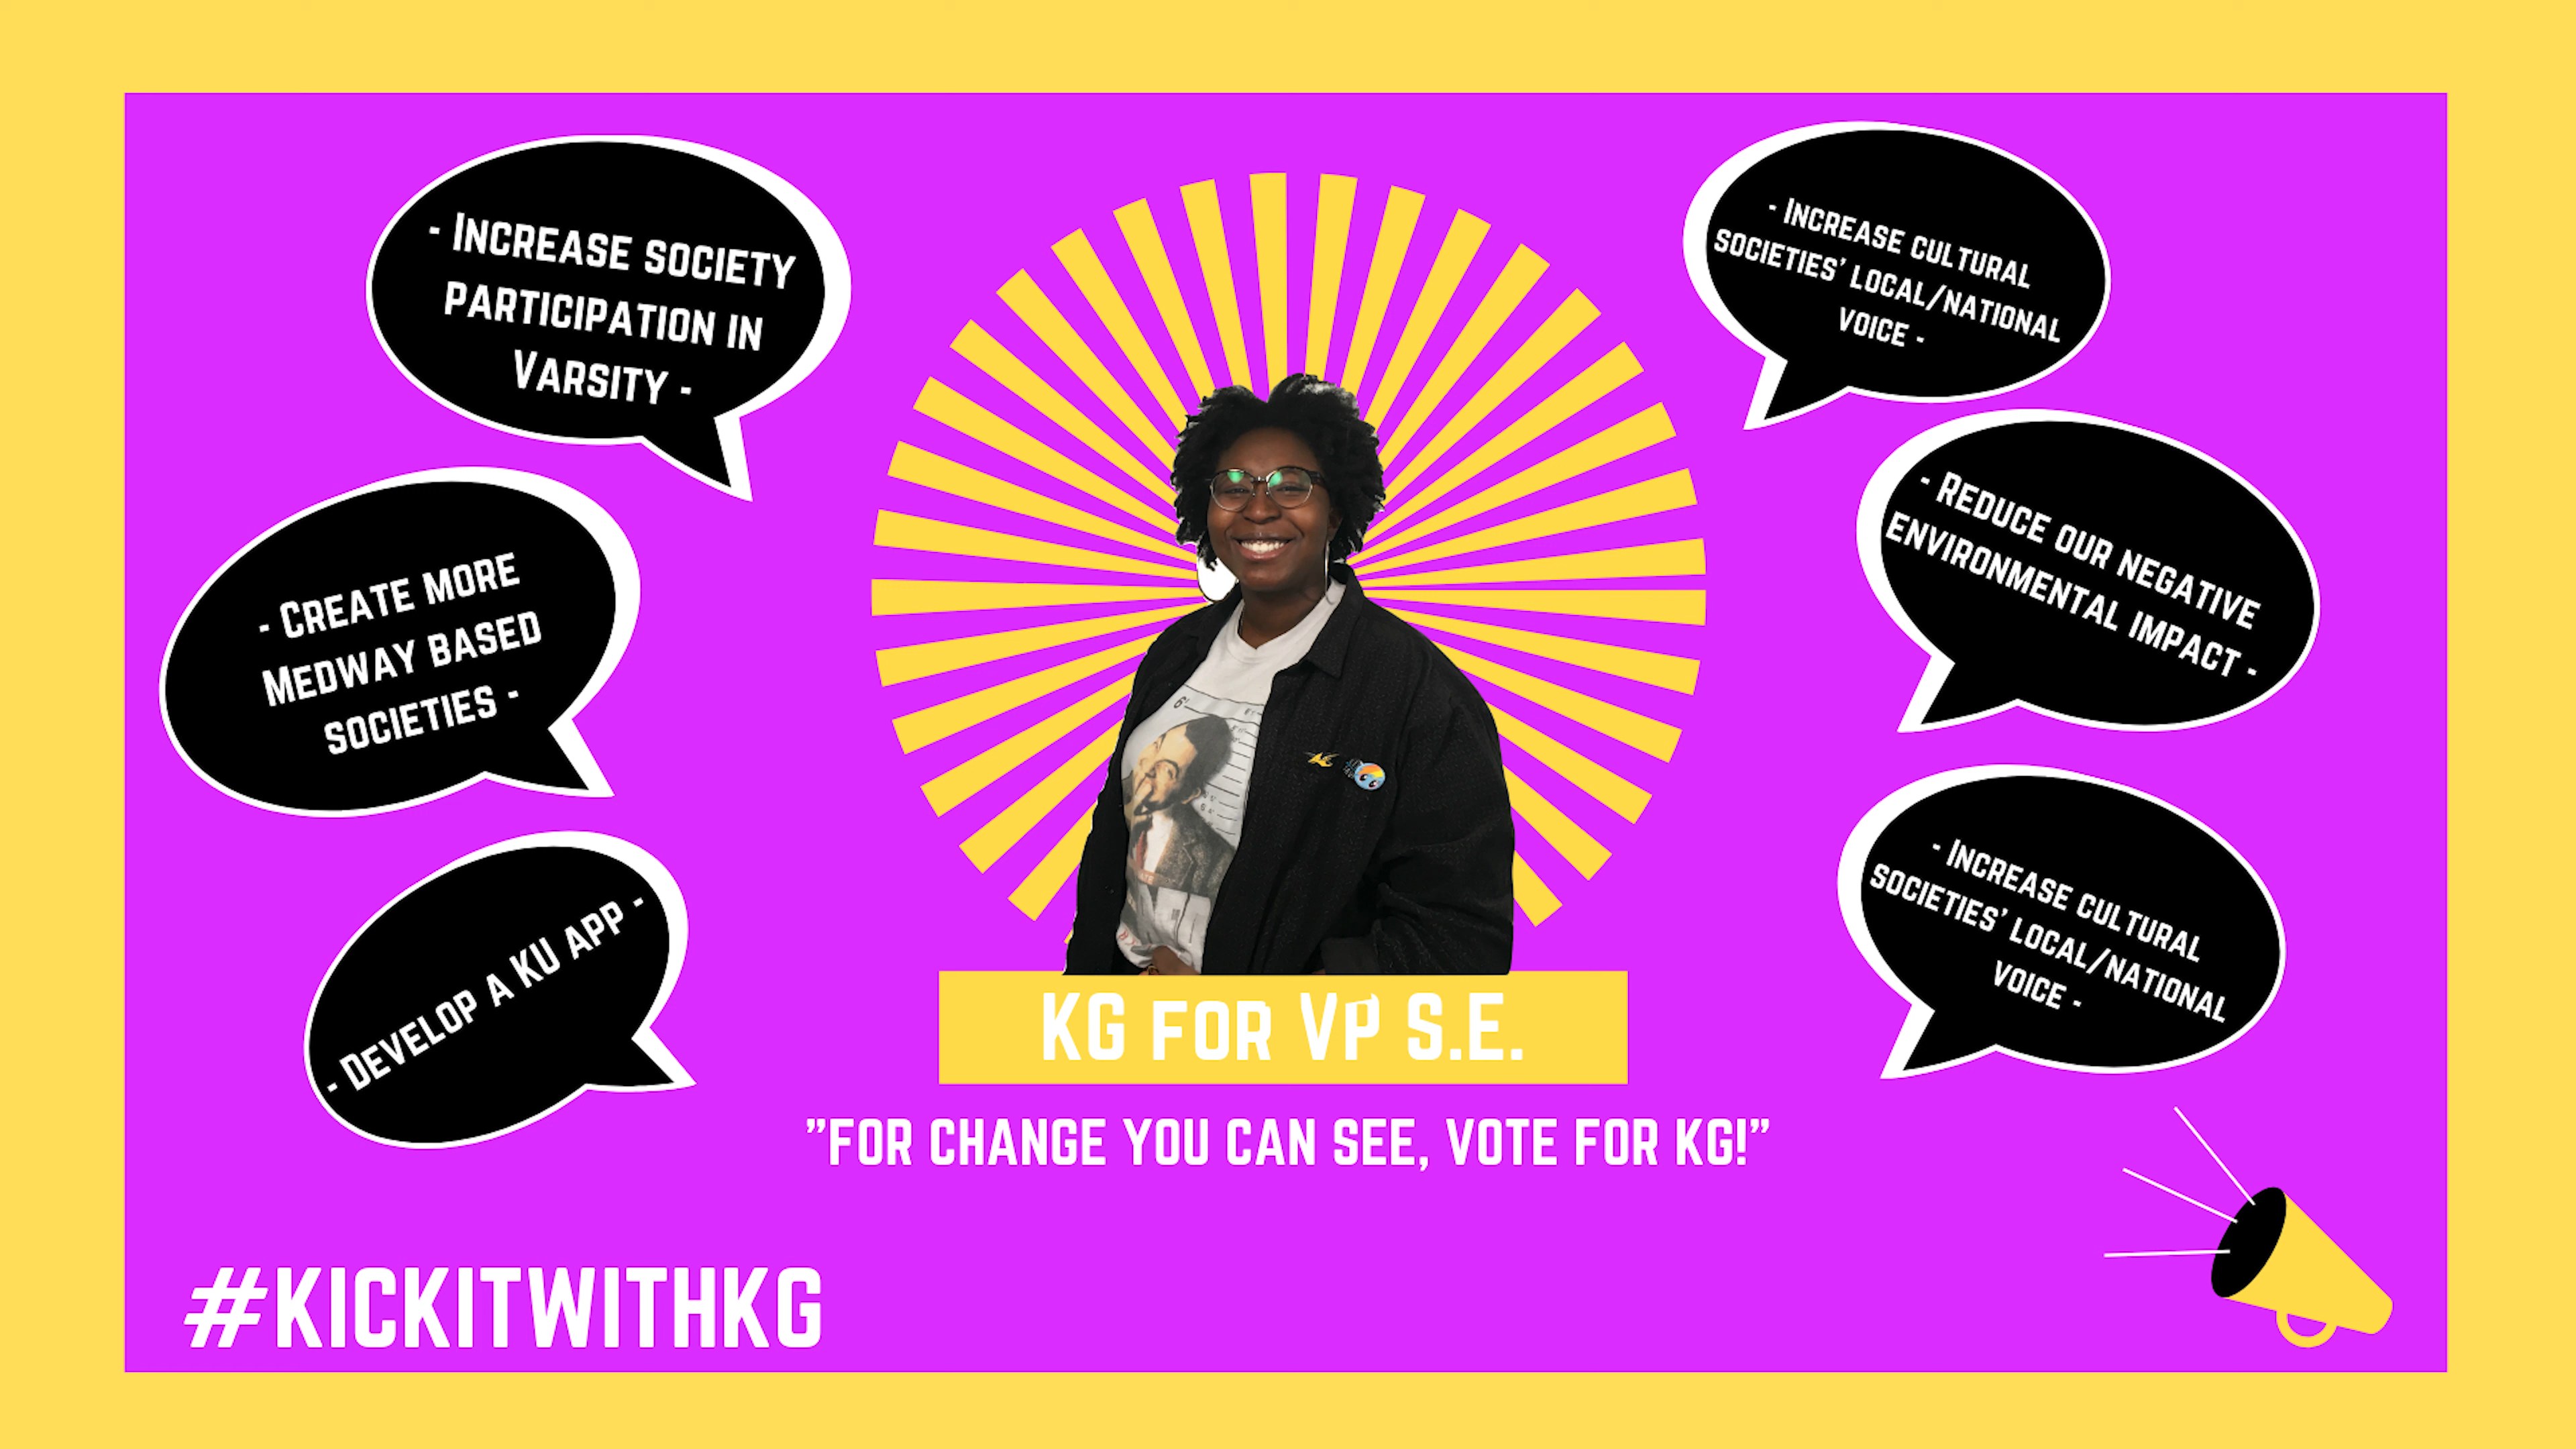 - Increase society
participation in
Varsity -
- Create more
Medway based
societies -
- Develop a KU app -
- Increase cultural
societies' local/national
voice -
- Reduce our negative
environmental impact -
- Increase cultural
societies' local/national
voice -
KG for VP S.E.
"FOR CHANGE YOU CAN SEE, VOTE FOR KG!"
#KICKITWITHKG